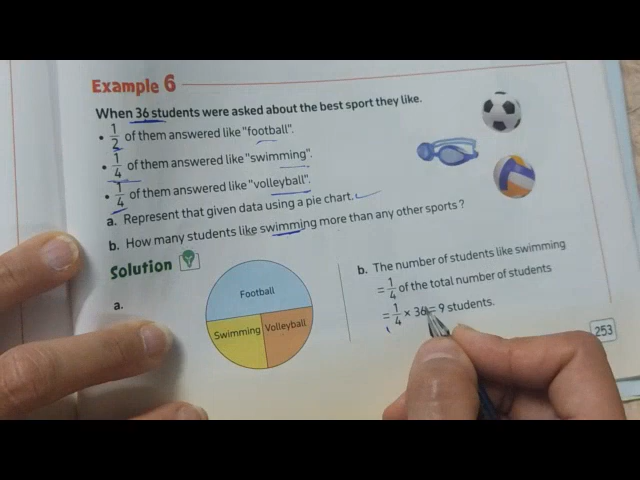 Example 6
When 36 students were asked about the best sport they like.
• 1/2 of them answered like "football".
• 1/4 of them answered like "swimming".
• 1/4 of them answered like "volleyball".
a. Represent that given data using a pie chart.
b. How many students like swimming more than any other sports ?
Solution
a.
Football
Swimming Volleyball
b. The number of students like swimming
= 1/4 of the total number of students
= 1/4 × 36 = 9 students.
253